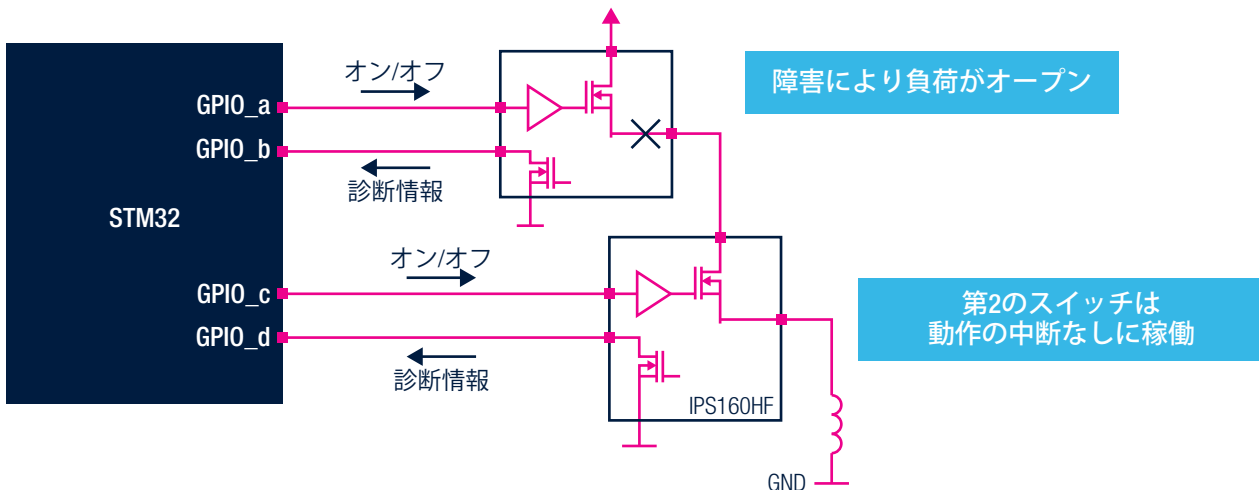 オン/オフ
障害により負荷がオープン
GPIO_a
GPIO_b
診断情報
STM32
オン/オフ
GPIO_c
第2のスイッチは
動作の中断なしに稼働
GPIO_d
診断情報
IPS160HF
GND